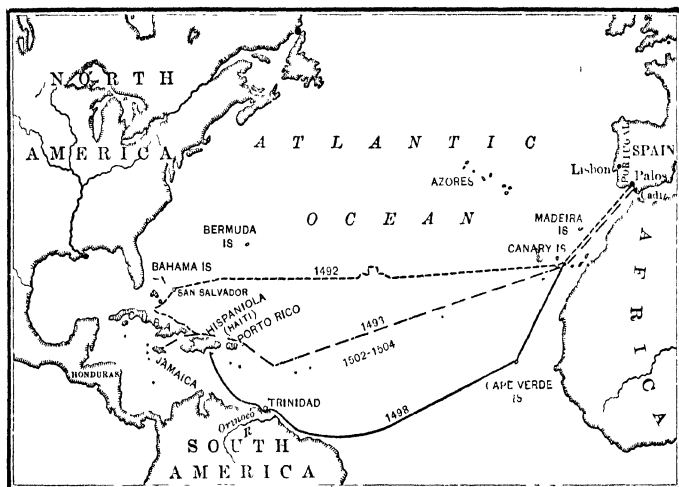 NORTH
AMERICA
ATLANTIC
OCEAN
PORTUGAL
SPAIN
Lisbon
Palos
AZORES
MADEIRA
IS
BERMUDA
IS
CANARY IS
BAHAMA IS
1492
SAN SALVADOR
AFRICA
CUBA
HISPANIOLA
(HAITI)
PORTO RICO
1493
1502-1504
JAMAICA
HONDURAS
CAPE VERDE
IS
TRINIDAD
1498
Orinoco
R
SOUTH
AMERICA